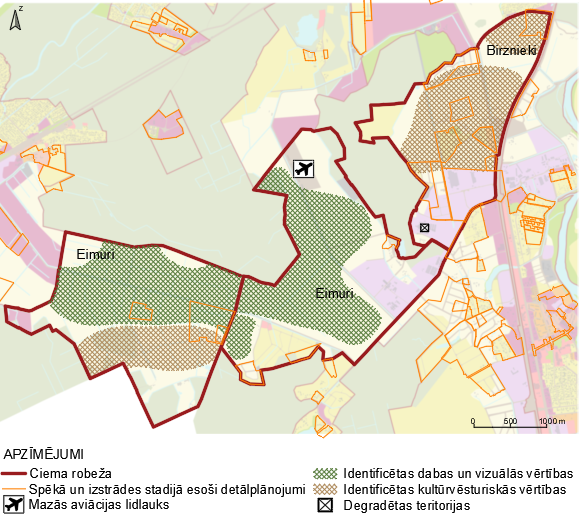 z
Birznieki
Eimuri
Eimuri
0 500 1000 m
APZĪMĒJUMI
Ciema robeža
Spēkā un izstrādes stadijā esoši detālplānojumi
Mazās aviācijas lidlauks
Identificētas dabas un vizuālās vērtības
Identificētas kultūrvēsturiskās vērtības
Degradētas teritorijas